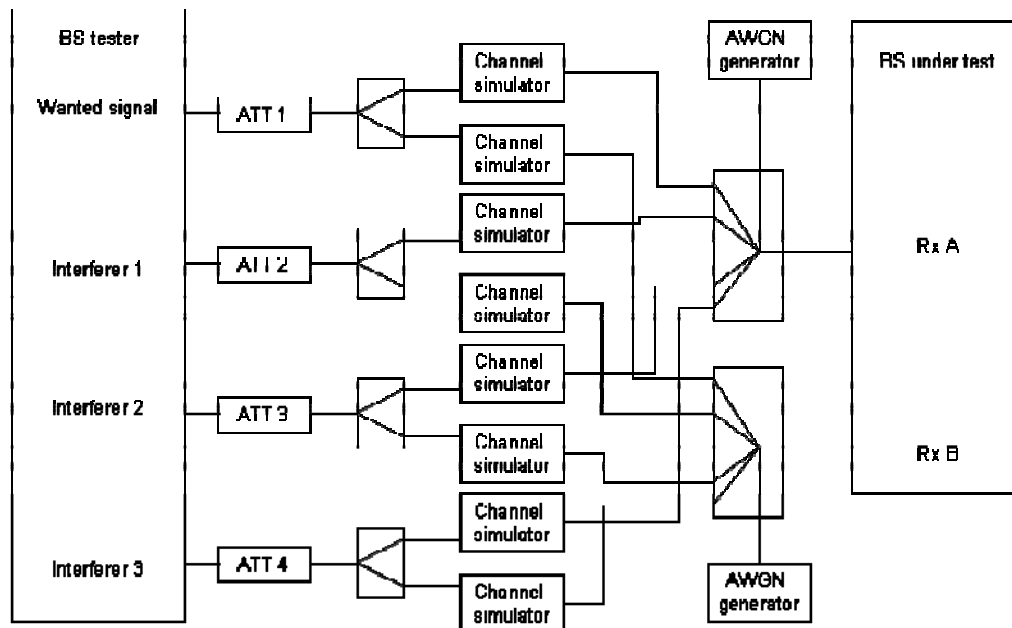 BS tester
Wanted signal
Interferer 1
Interferer 2
Interferer 3
ATT 1
ATT 2
ATT 3
ATT 4
Channel
simulator
Channel
simulator
Channel
simulator
Channel
simulator
Channel
simulator
Channel
simulator
Channel
simulator
Channel
simulator
AWGN
generator
AWGN
generator
BS under test
Rx A
Rx B